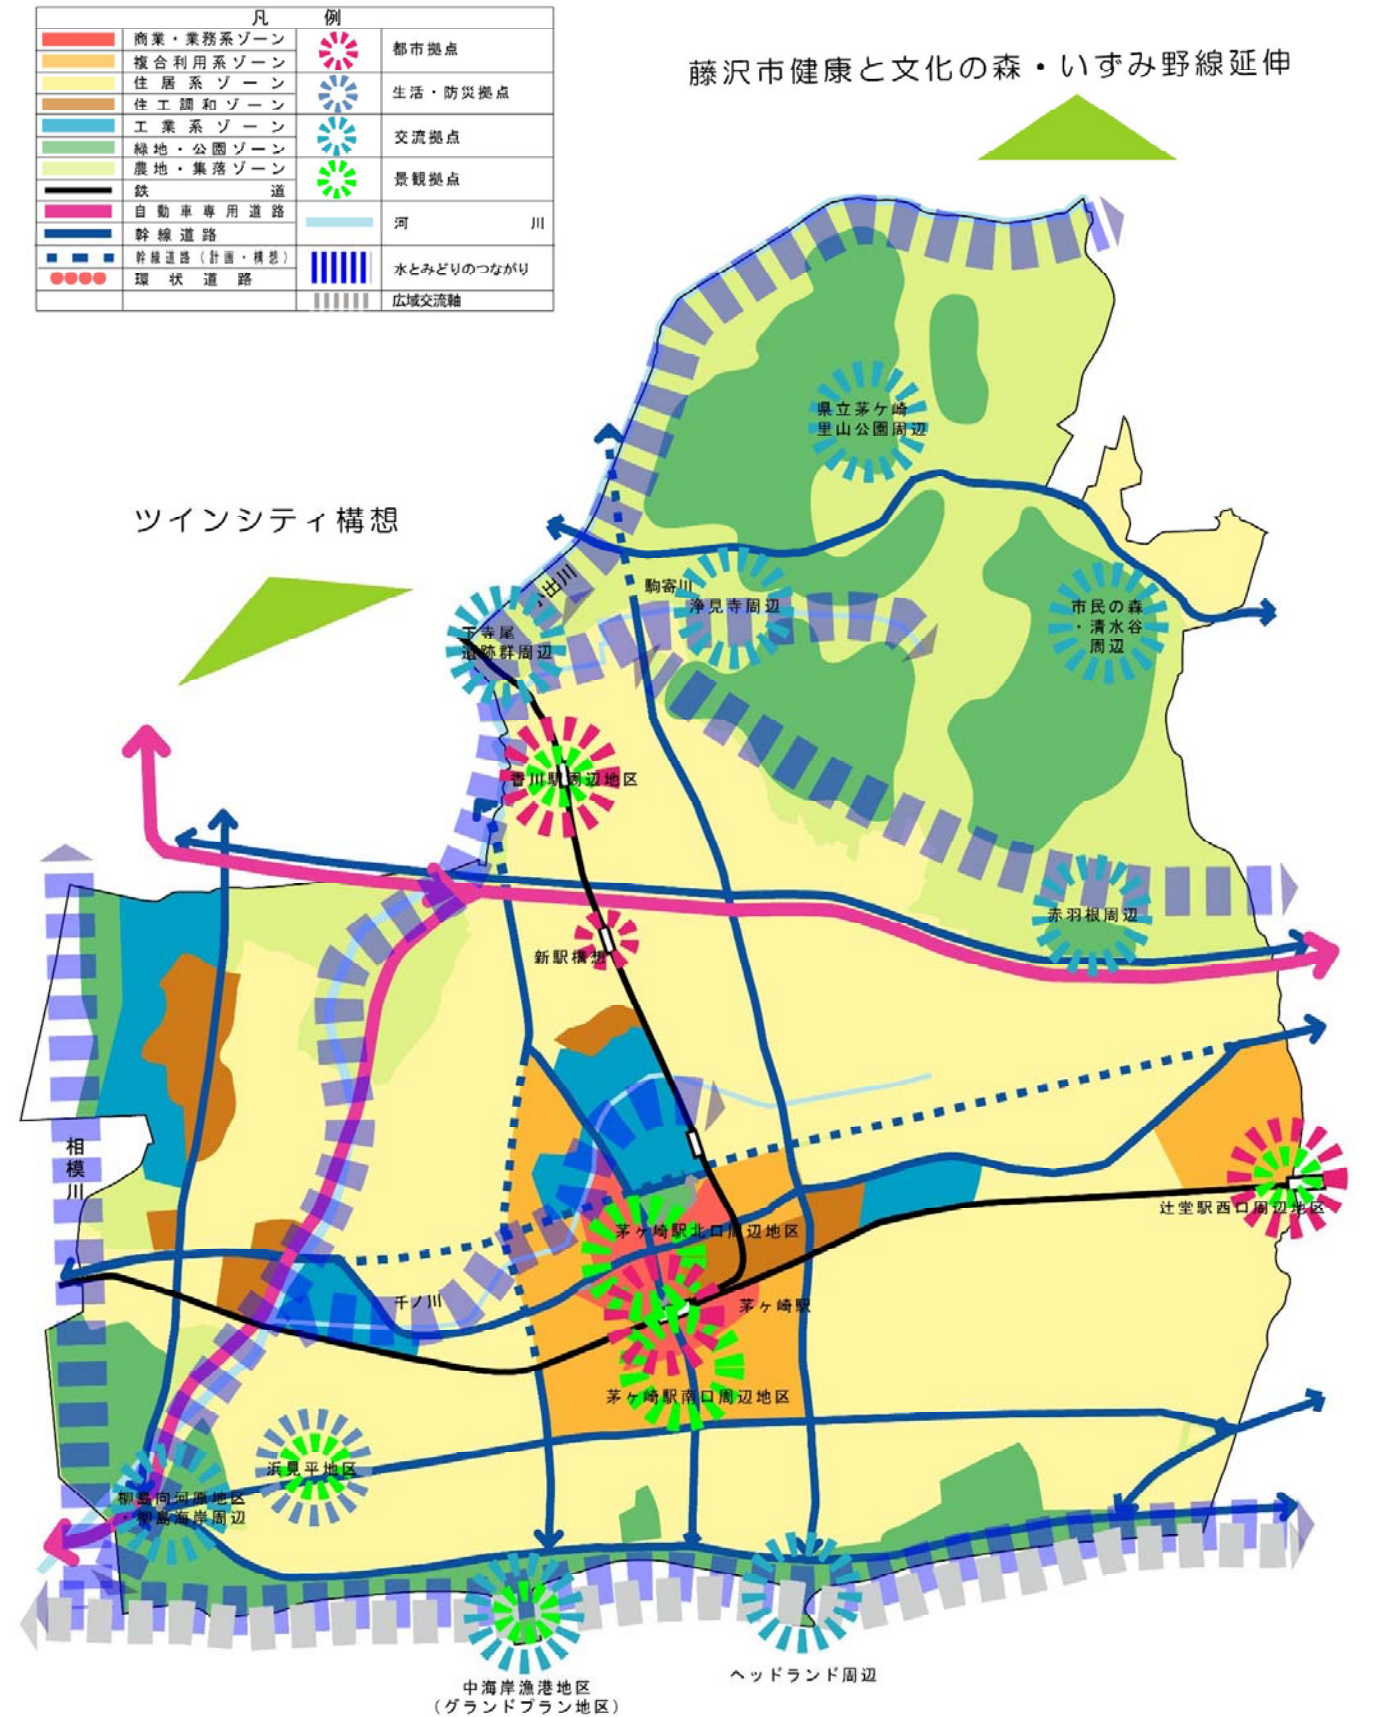 凡例
商業・業務系ゾーン
複合利用系ゾーン
住居系ゾーン
住工調和ゾーン
工業系ゾーン
緑地・公園ゾーン
農地・集落ゾーン
鉄道
自動車専用道路
幹線道路
幹線道路（計画・構想）
環状道路
都市拠点
生活・防災拠点
交流拠点
景観拠点
河川
水とみどりのつながり
広域交流軸
藤沢市健康と文化の森・いずみ野線延伸
県立茅ケ崎
里山公園周辺
ツインシティ構想
小出川
駒寄川
浄見寺周辺
市民の森
・清水谷
周辺
下寺尾
遺跡群周辺
香川駅周辺地区
赤羽根周辺
新駅構想
相模川
辻堂駅西口周辺地区
茅ヶ崎駅北口周辺地区
千ノ川
茅ヶ崎駅
茅ヶ崎駅南口周辺地区
浜見平地区
柳島向河原地区
・柳島海岸周辺
ヘッドランド周辺
中海岸漁港地区
（グランドプラン地区）